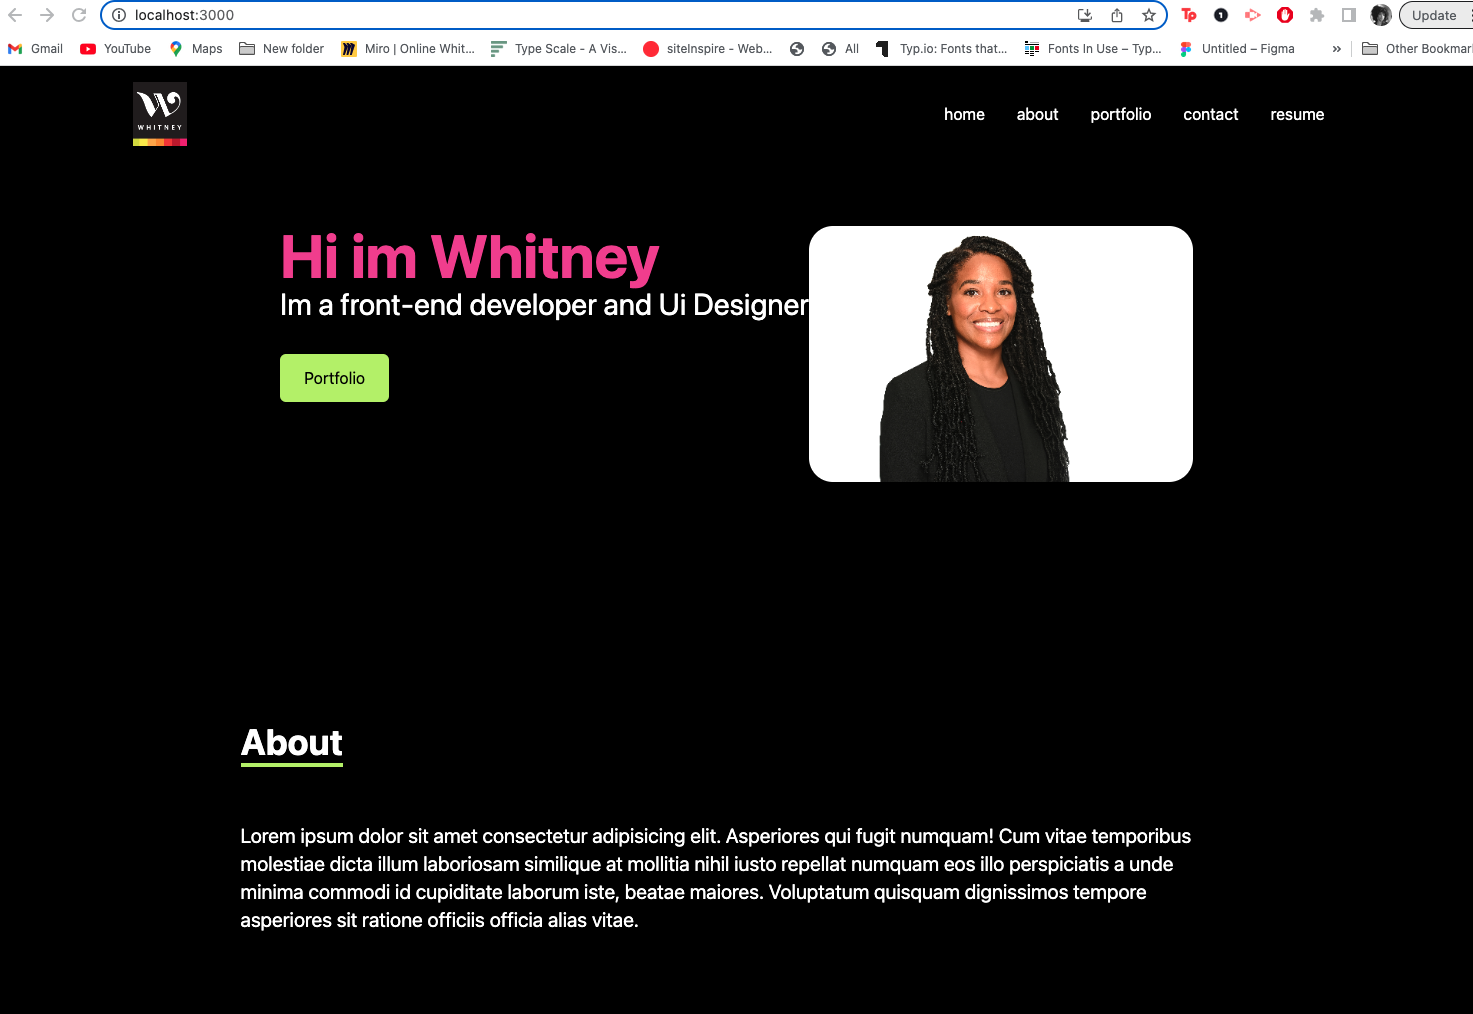 localhost:3000
Update
Gmail
YouTube
Maps
New folder
Miro | Online Whit...
Type Scale - A Vis...
siteInspire - Web...
All
Typ.io: Fonts that...
Fonts In Use – Typ...
Untitled – Figma
»
Other Bookmar
W
WHITNEY
home about portfolio contact resume
Hi im Whitney
Im a front-end developer and Ui Designer
Portfolio
About
Lorem ipsum dolor sit amet consectetur adipisicing elit. Asperiores qui fugit numquam! Cum vitae temporibus
molestiae dicta illum laboriosam similique at mollitia nihil iusto repellat numquam eos illo perspiciatis a unde
minima commodi id cupiditate laborum iste, beatae maiores. Voluptatum quisquam dignissimos tempore
asperiores sit ratione officiis officia alias vitae.